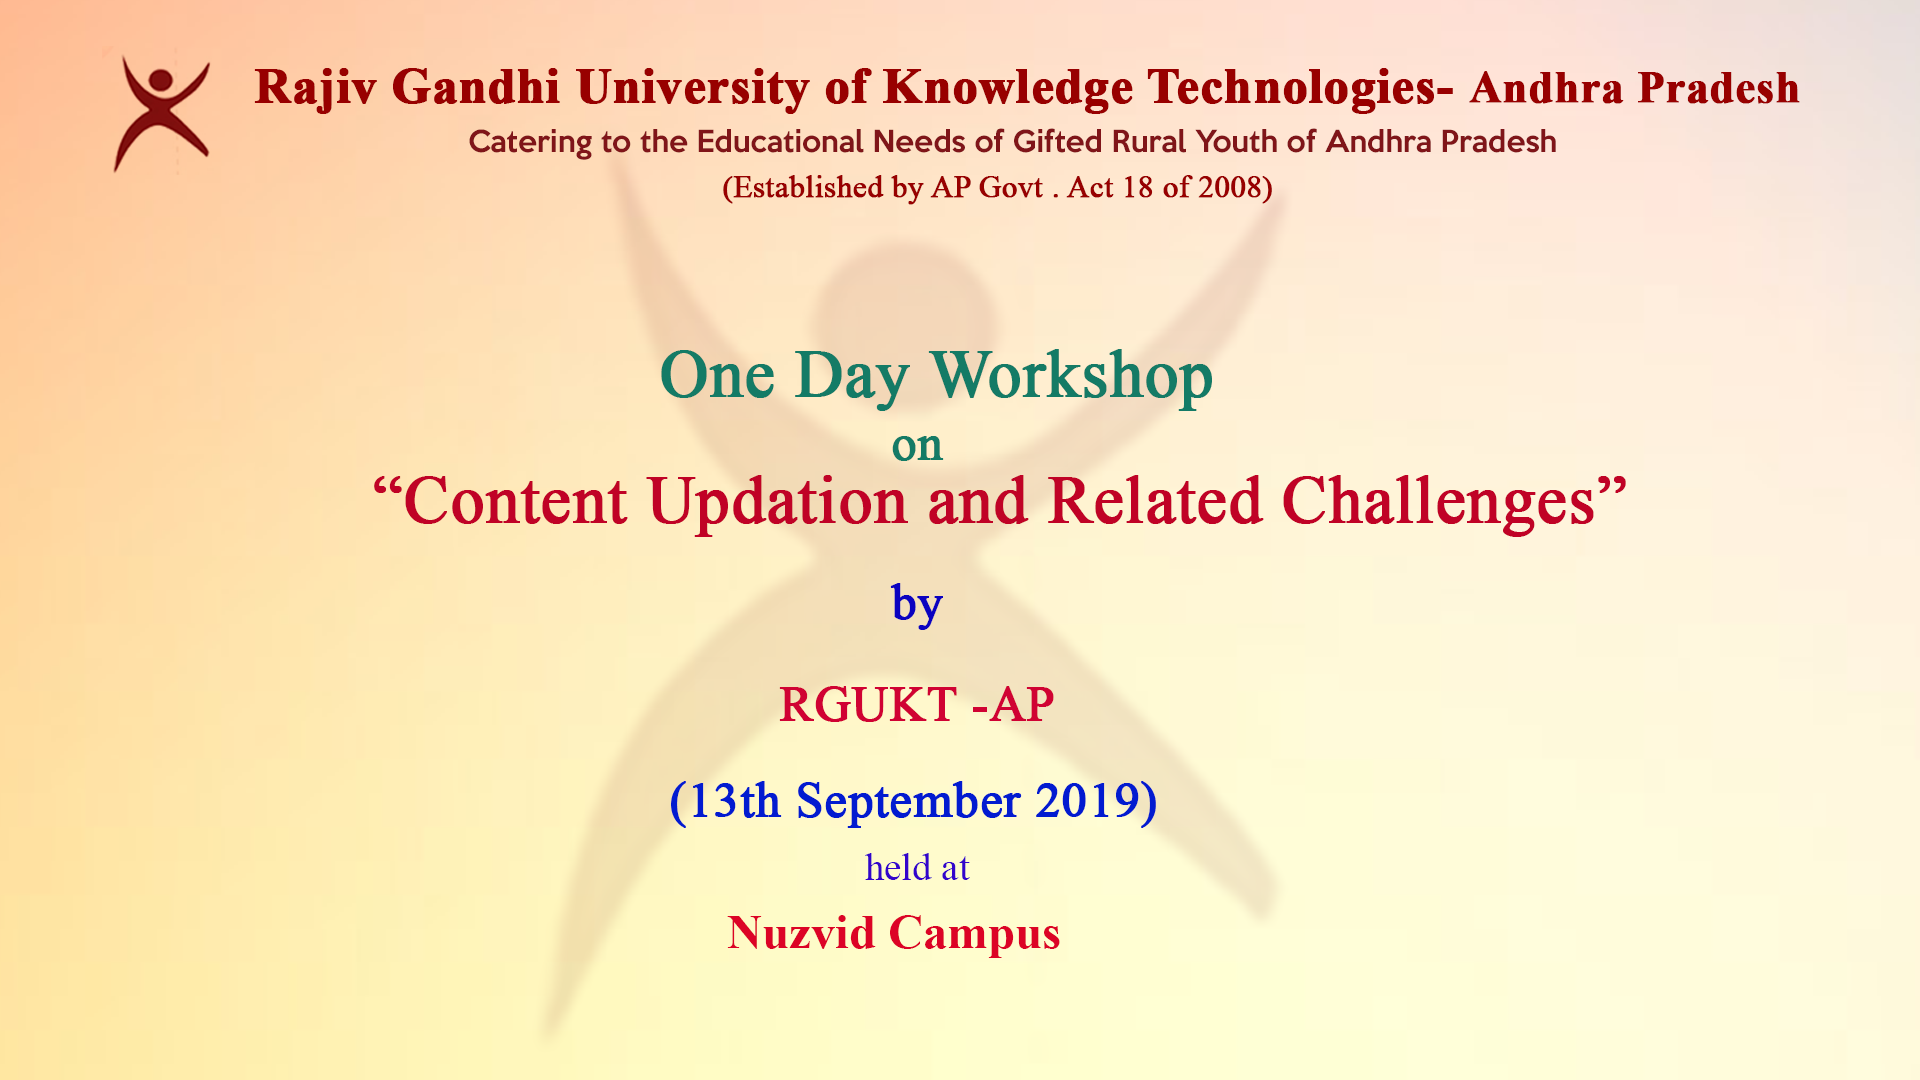 Rajiv Gandhi University of Knowledge Technologies- Andhra Pradesh
Catering to the Educational Needs of Gifted Rural Youth of Andhra Pradesh
(Established by AP Govt . Act 18 of 2008)
One Day Workshop
on
“Content Updation and Related Challenges”
by
RGUKT -AP
(13th September 2019)
held at
Nuzvid Campus